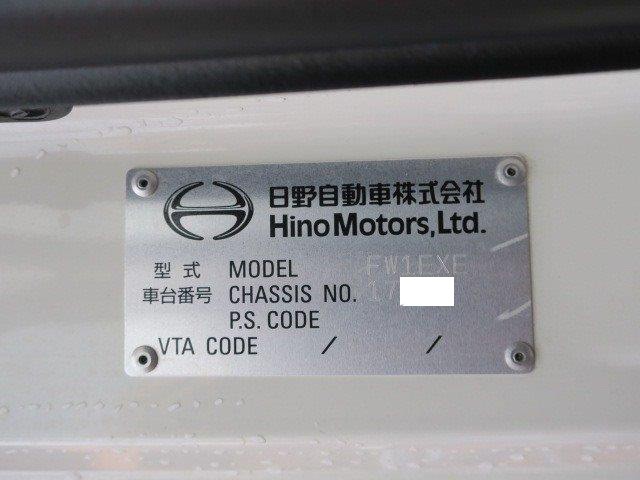 日野自動車株式会社
Hino Motors, Ltd.
型式 MODEL FW1EXE
車台番号 CHASSIS NO. 17
P.S. CODE
VTA CODE / /